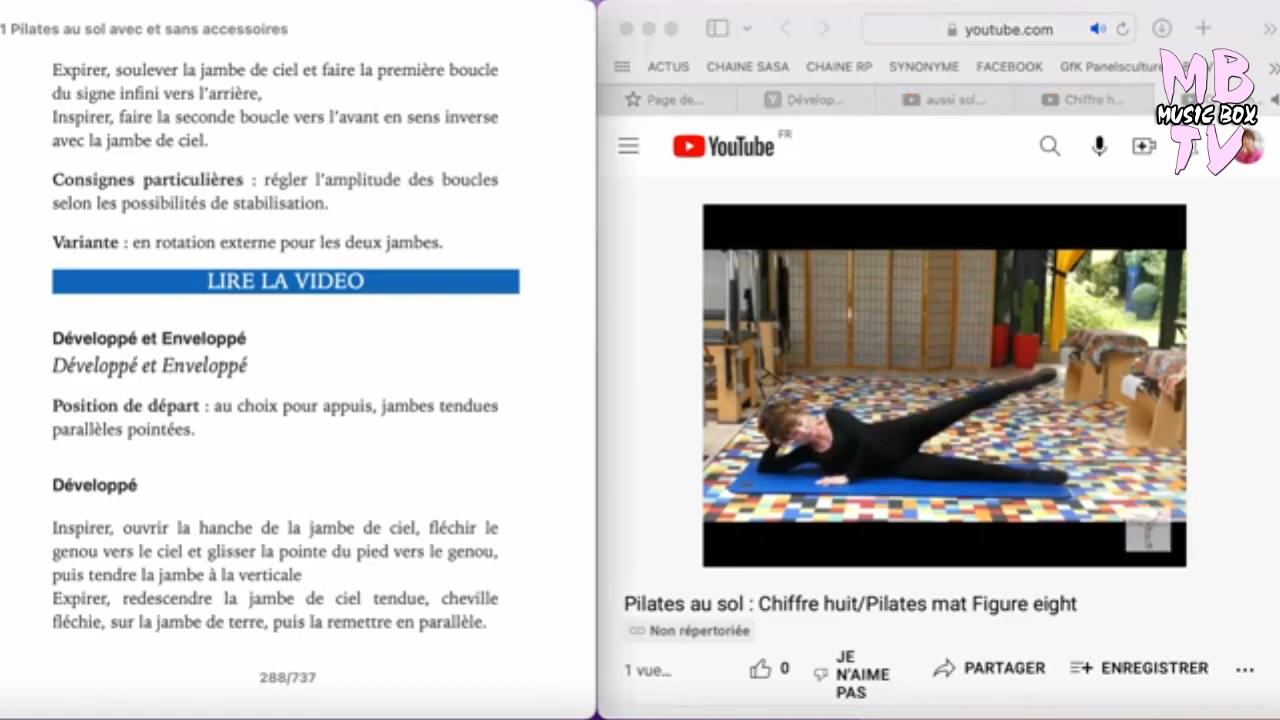 1 Pilates au sol avec et sans accessoires
Expirer, soulever la jambe de ciel et faire la première boucle
du signe infini vers l'arrière,
Inspirer, faire la seconde boucle vers l'avant en sens inverse
avec la jambe de ciel.
Consignes particulières : régler l'amplitude des boucles
selon les possibilités de stabilisation.
Variante : en rotation externe pour les deux jambes.
LIRE LA VIDEO
Développé et Enveloppé
Développé et Enveloppé
Position de départ : au choix pour appuis, jambes tendues
parallèles pointées.
Développé
Inspirer, ouvrir la hanche de la jambe de ciel, fléchir le
genou vers le ciel et glisser la pointe du pied vers le genou,
puis tendre la jambe à la verticale
Expirer, redescendre la jambe de ciel tendue, cheville
fléchie, sur la jambe de terre, puis la remettre en parallèle.
288/737
youtube.com
ACTUS CHAINE SASA CHAINE RP SYNONYME FACEBOOK GfK Panelsculture
Page de... Dévelop... aussi sol... Chiffre h...
MB
MUSIC BOX
TV
YouTube FR
Pilates au sol : Chiffre huit/Pilates mat Figure eight
Non répertoriée
1 vue... 0 JE N'AIME PAS PARTAGER ENREGISTRER